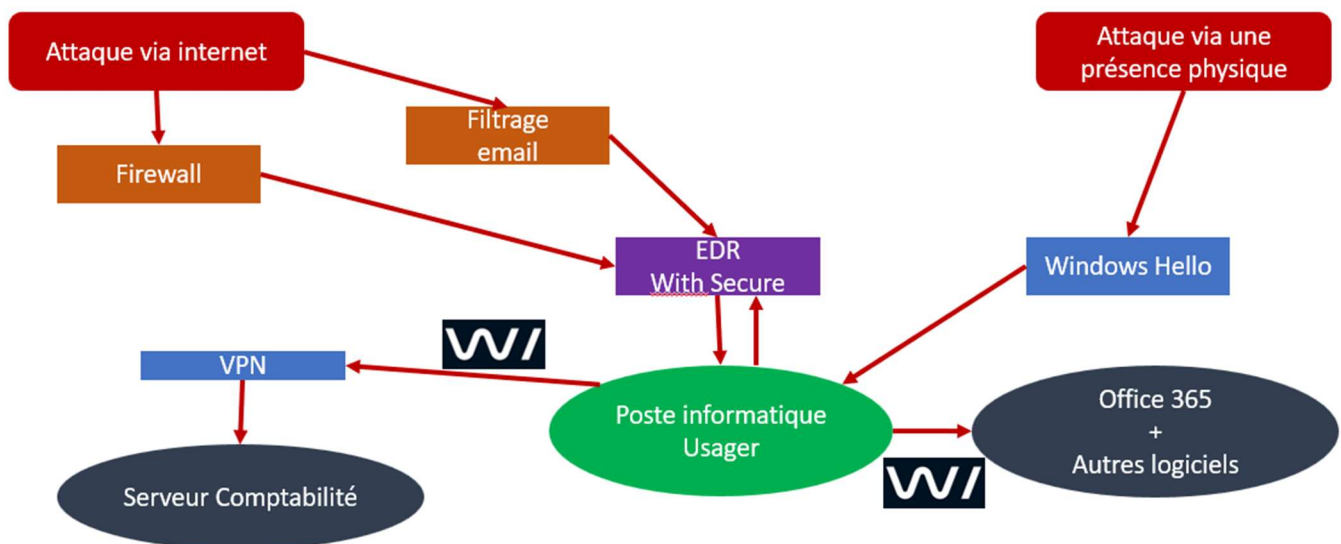 Attaque via internet
Attaque via une
présence physique
Filtrage
email
Firewall
EDR
With Secure
Windows Hello
W/
VPN
Poste informatique
Usager
Office 365
+
Autres logiciels
W/
Serveur Comptabilité